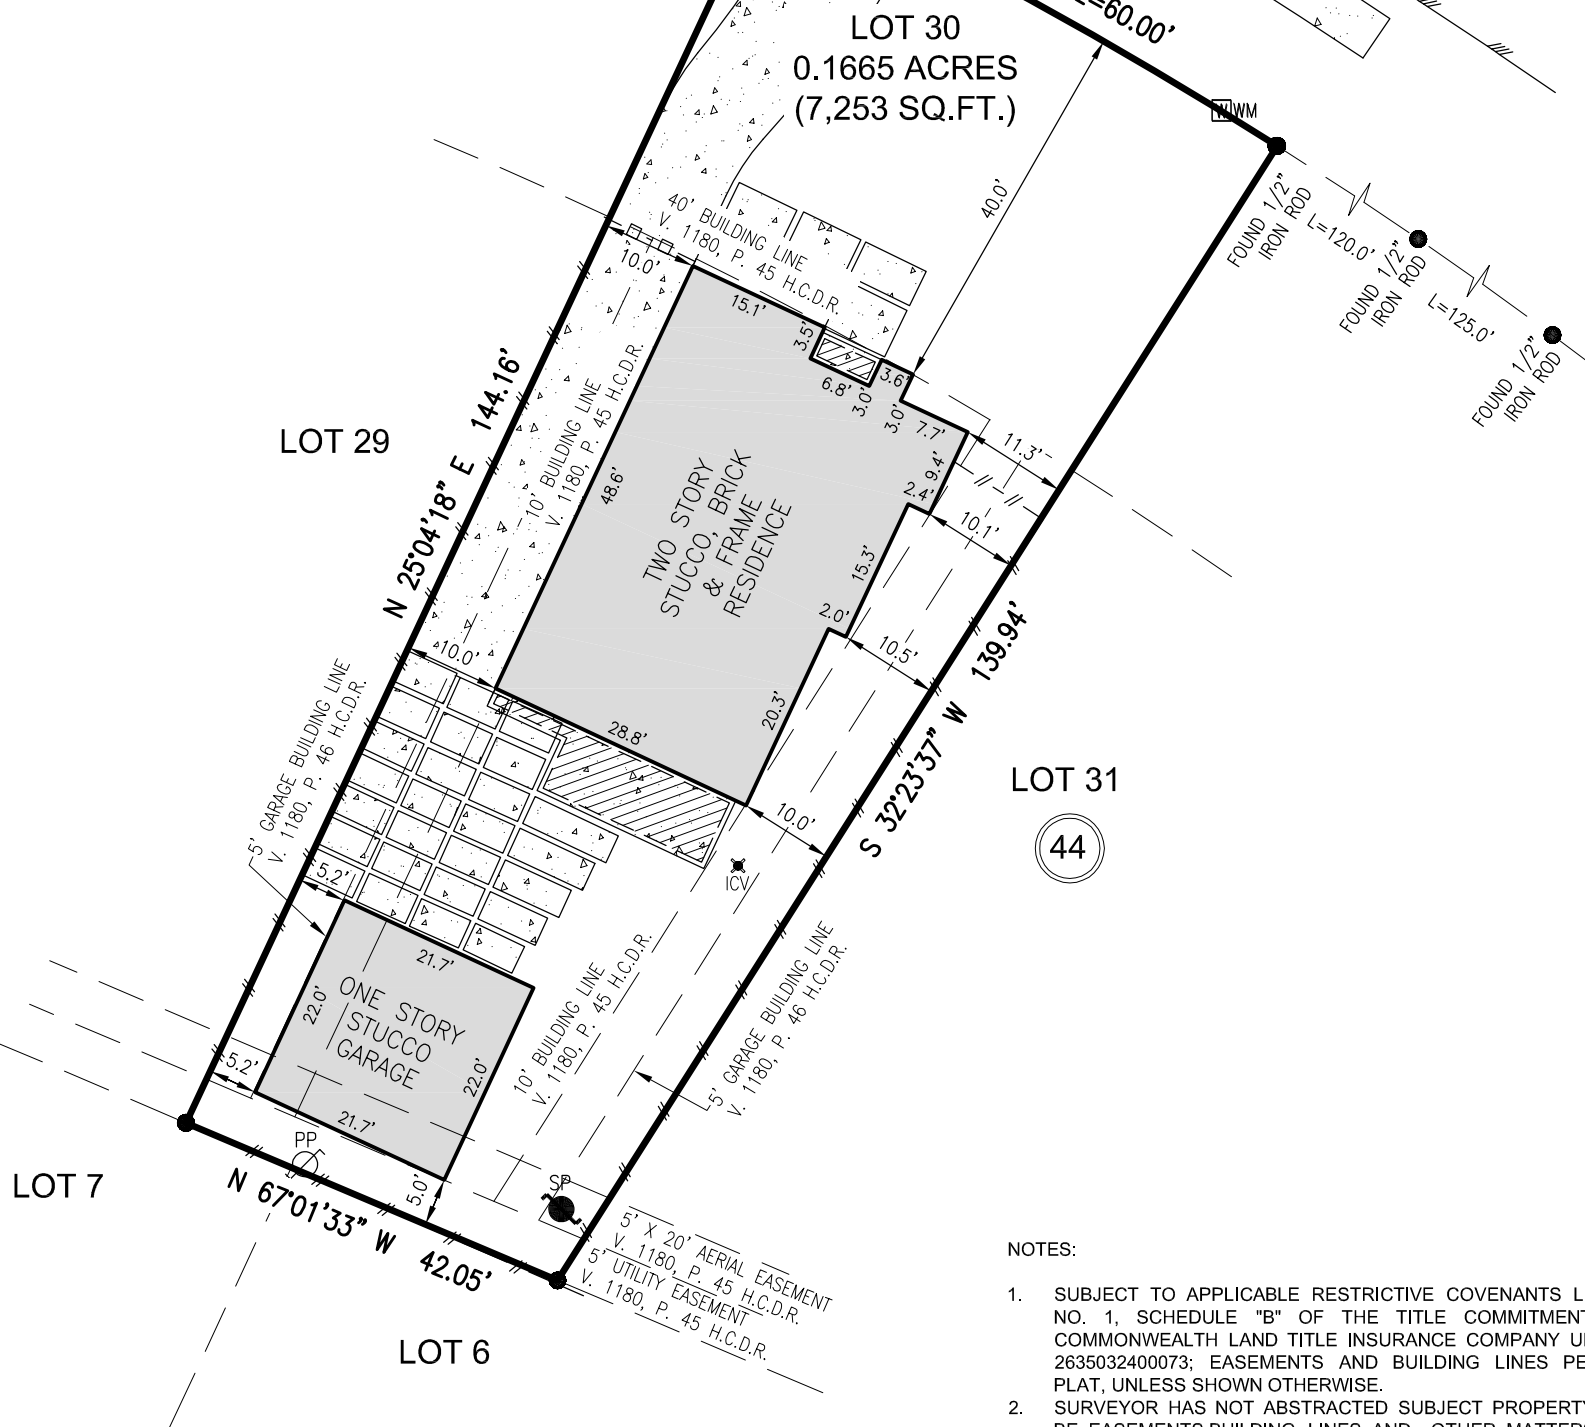 L=60.00'
LOT 30
0.1665 ACRES
(7,253 SQ.FT.)
W WM
40.0'
FOUND 1/2"
IRON ROD
L=120.0'
FOUND 1/2"
IRON ROD
L=125.0'
FOUND 1/2"
IRON ROD
40' BUILDING LINE
V. 1180, P. 45 H.C.D.R.
10.0'
15.1'
3.5'
6.8'
3.0'
3.6'
3.0'
7.7'
11.3'
9.4'
2.4'
10.1'
15.3'
2.0'
10.5'
20.3'
28.8'
10.0'
48.6'
10.0'
10' BUILDING LINE
V. 1180, P. 45 H.C.D.R.
TWO STORY
STUCCO, BRICK
& FRAME
RESIDENCE
LOT 29
N 25°04'18" E 144.16'
S 32°23'37" W 139.94'
LOT 31
44
5' GARAGE BUILDING LINE
V. 1180, P. 46 H.C.D.R.
5.2'
ICV
21.7'
22.0'
ONE STORY
STUCCO
GARAGE
22.0'
21.7'
5.2'
5.0'
10' BUILDING LINE
V. 1180, P. 45 H.C.D.R.
5' GARAGE BUILDING LINE
V. 1180, P. 46 H.C.D.R.
PP
SP
LOT 7
N 67°01'33" W 42.05'
5' X 20' AERIAL EASEMENT
V. 1180, P. 45 H.C.D.R.
5' UTILITY EASEMENT
V. 1180, P. 45 H.C.D.R.
LOT 6
NOTES:
1. SUBJECT TO APPLICABLE RESTRICTIVE COVENANTS L
NO. 1, SCHEDULE "B" OF THE TITLE COMMITMENT
COMMONWEALTH LAND TITLE INSURANCE COMPANY U
2635032400073; EASEMENTS AND BUILDING LINES PE
PLAT, UNLESS SHOWN OTHERWISE.
2. SURVEYOR HAS NOT ABSTRACTED SUBJECT PROPERTY
BE EASEMENTS,BUILDING LINES AND OTHER MATTERS